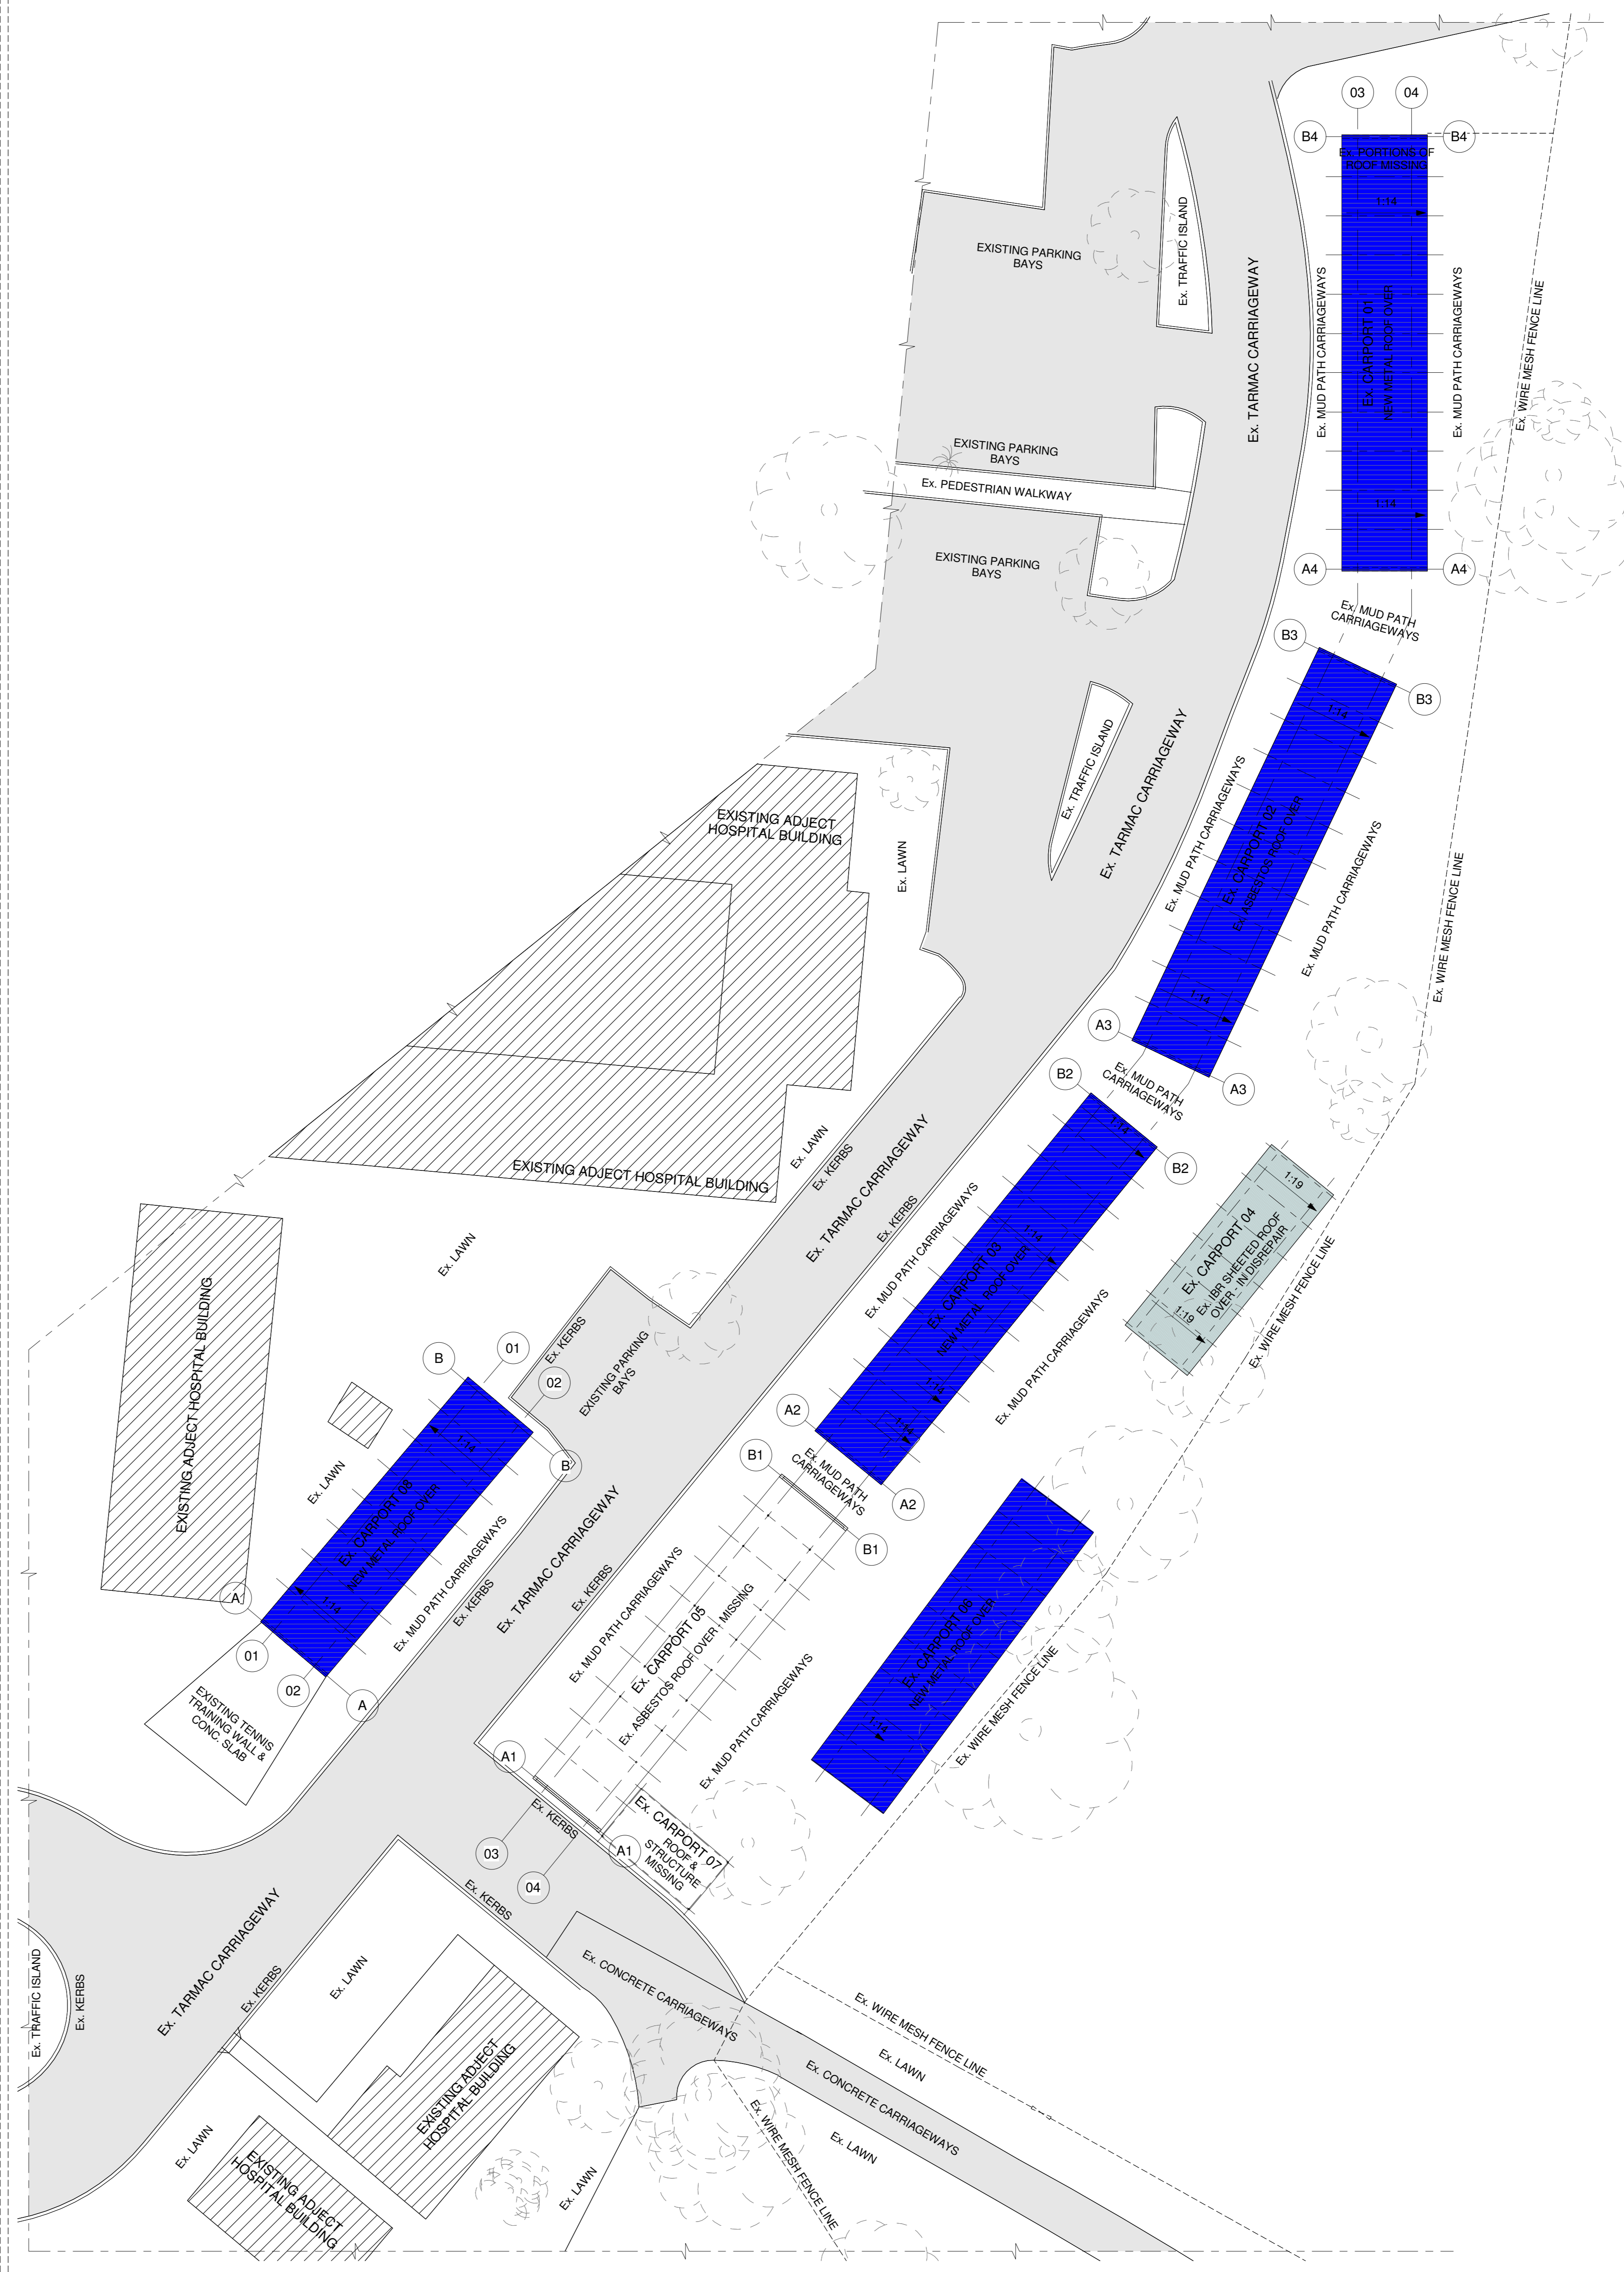 03
04
B4
B4
Ex. PORTIONS OF
ROOF MISSING
1:14
EXISTING PARKING
BAYS
Ex. TRAFFIC ISLAND
Ex. TARMAC CARRIAGEWAY
Ex. MUD PATH CARRIAGEWAYS
Ex. CARPORT 01
NEW METAL ROOF OVER
Ex. MUD PATH CARRIAGEWAYS
Ex. WIRE MESH FENCE LINE
EXISTING PARKING
BAYS
Ex. PEDESTRIAN WALKWAY
1:14
EXISTING PARKING
BAYS
A4
A4
Ex. MUD PATH
CARRIAGEWAYS
B3
B3
1:14
Ex. TRAFFIC ISLAND
Ex. TARMAC CARRIAGEWAY
Ex. MUD PATH CARRIAGEWAYS
Ex. CARPORT 02
Ex. ASBESTOS ROOF OVER
Ex. MUD PATH CARRIAGEWAYS
Ex. WIRE MESH FENCE LINE
EXISTING ADJECT
HOSPITAL BUILDING
Ex. LAWN
1:14
A3
A3
Ex. MUD PATH
CARRIAGEWAYS
B2
B2
1:14
Ex. LAWN
Ex. KERBS
Ex. TARMAC CARRIAGEWAY
Ex. KERBS
EXISTING ADJECT HOSPITAL BUILDING
1:19
Ex. CARPORT 04
Ex. IBR SHEETED ROOF
OVER - IN DISREPAIR
1:19
Ex. WIRE MESH FENCE LINE
Ex. MUD PATH CARRIAGEWAYS
1:14
Ex. CARPORT 03
NEW METAL ROOF OVER
Ex. MUD PATH CARRIAGEWAYS
1:14
1:14
Ex. LAWN
EXISTING ADJECT HOSPITAL BUILDING
Ex. KERBS
EXISTING PARKING
BAYS
B
01
02
B
1:14
Ex. LAWN
Ex. CARPORT 08
NEW METAL ROOF OVER
1:14
Ex. MUD PATH CARRIAGEWAYS
Ex. KERBS
A
01
02
A
EXISTING TENNIS
TRAINING WALL &
CONC. SLAB
Ex. TARMAC CARRIAGEWAY
Ex. KERBS
A2
A2
Ex. MUD PATH
CARRIAGEWAYS
B1
B1
Ex. MUD PATH CARRIAGEWAYS
Ex. CARPORT 05
Ex. ASBESTOS ROOF OVER - MISSING
Ex. MUD PATH CARRIAGEWAYS
Ex. CARPORT 06
NEW METAL ROOF OVER
1:14
Ex. WIRE MESH FENCE LINE
A1
A1
Ex. KERBS
03
04
Ex. CARPORT 07
ROOF &
STRUCTURE
MISSING
Ex. KERBS
Ex. TARMAC CARRIAGEWAY
Ex. KERBS
Ex. TRAFFIC ISLAND
Ex. KERBS
Ex. LAWN
Ex. CONCRETE CARRIAGEWAYS
Ex. WIRE MESH FENCE LINE
Ex. LAWN
Ex. CONCRETE CARRIAGEWAYS
Ex. LAWN
Ex. WIRE MESH FENCE LINE
EXISTING ADJECT
HOSPITAL BUILDING
Ex. LAWN
EXISTING ADJECT
HOSPITAL BUILDING
Ex. LAWN